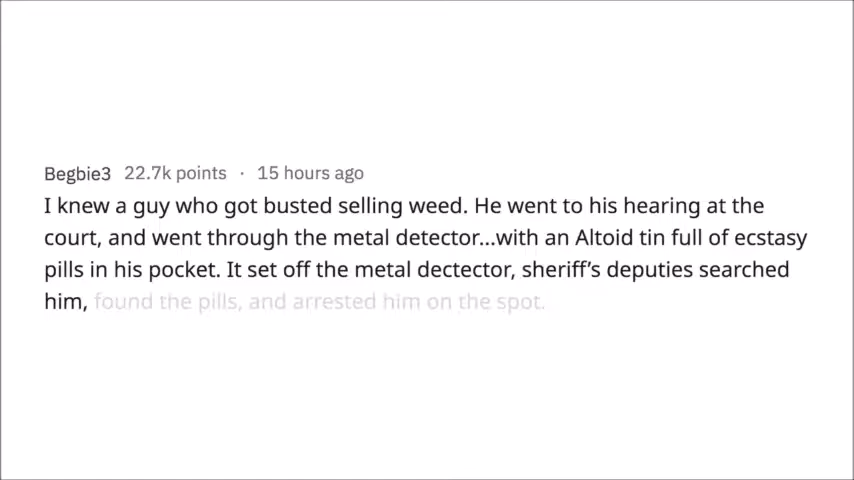 Begbie3 22.7k points · 15 hours ago
I knew a guy who got busted selling weed. He went to his hearing at the
court, and went through the metal detector...with an Altoid tin full of ecstasy
pills in his pocket. It set off the metal dectector, sheriff's deputies searched
him, found the pills, and arrested him on the spot.